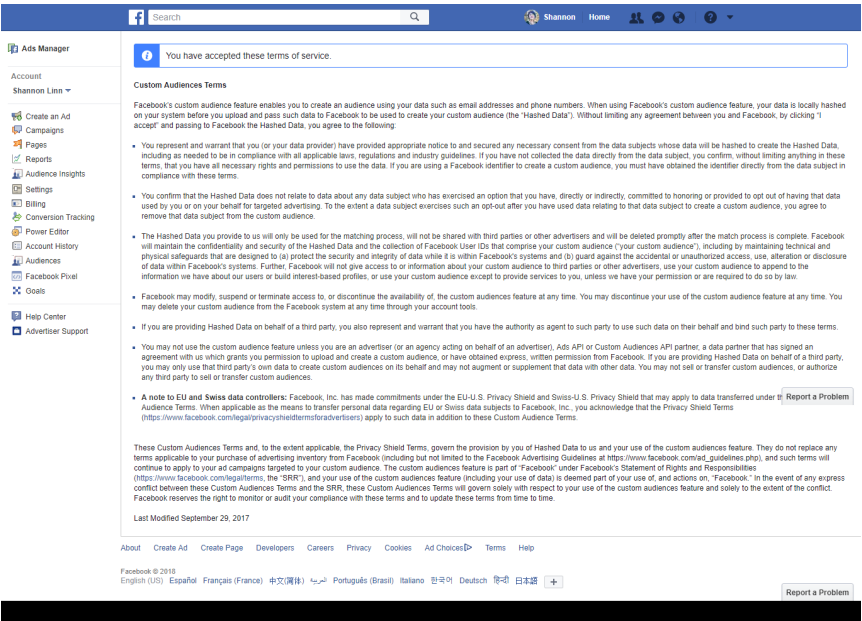 Search
Shannon
Home
Ads Manager
Account
Shannon Linn
Create an Ad
Campaigns
Pages
Reports
Audience Insights
Settings
Billing
Conversion Tracking
Power Editor
Account History
Audiences
Facebook Pixel
Goals
Help Center
Advertiser Support
You have accepted these terms of service.
Custom Audiences Terms
Facebook's custom audience feature enables you to create an audience using your data such as email addresses and phone numbers. When using Facebook's custom audience feature, your data is locally hashed
on your system before you upload and pass such data to Facebook to be used to create your custom audience (the "Hashed Data"). Without limiting any agreement between you and Facebook, by clicking "I
accept" and passing to Facebook the Hashed Data, you agree to the following:
You represent and warrant that you (or your data provider) have provided appropriate notice to and secured any necessary consent from the data subjects whose data will be hashed to create the Hashed Data,
including as needed to be in compliance with all applicable laws, regulations and industry guidelines. If you have not collected the data directly from the data subject, you confirm, without limiting anything in these
terms, that you have all necessary rights and permissions to use the data. If you are using a Facebook identifier to create a custom audience, you must have obtained the identifier directly from the data subject in
compliance with these terms.
You confirm that the Hashed Data does not relate to data about any data subject who has exercised an option that you have, directly or indirectly, committed to honoring or provided to opt out of having that data
used by you or on your behalf for targeted advertising. To the extent a data subject exercises such an opt-out after you have used data relating to that data subject to create a custom audience, you agree to
remove that data subject from the custom audience.
The Hashed Data you provide to us will only be used for the matching process, will not be shared with third parties or other advertisers and will be deleted promptly after the match process is complete. Facebook
will maintain the confidentiality and security of the Hashed Data and the collection of Facebook User IDs that comprise your custom audience ("your custom audience"), including by maintaining technical and
physical safeguards that are designed to (a) protect the security and integrity of data while it is within Facebook's systems and (b) guard against the accidental or unauthorized access, use, alteration or disclosure
of data within Facebook's systems. Further, Facebook will not give access to or information about your custom audience to third parties or other advertisers, use your custom audience to append to the
information we have about our users or build interest-based profiles, or use your custom audience except to provide services to you, unless we have your permission or are required to do so by law.
Facebook may modify, suspend or terminate access to, or discontinue the availability of, the custom audiences feature at any time. You may discontinue your use of the custom audience feature at any time. You
may delete your custom audience from the Facebook system at any time through your account tools.
If you are providing Hashed Data on behalf of a third party, you also represent and warrant that you have the authority as agent to such party to use such data on their behalf and bind such party to these terms.
You may not use the custom audience feature unless you are an advertiser (or an agency acting on behalf of an advertiser), Ads API or Custom Audiences API partner, a data partner that has signed an
agreement with us which grants you permission to upload and create a custom audience, or have obtained express, written permission from Facebook. If you are providing Hashed Data on behalf of a third party,
you may only use that third party's own data to create custom audiences on its behalf and may not augment or supplement that data with other data. You may not sell or transfer custom audiences, or authorize
any third party to sell or transfer custom audiences.
A note to EU and Swiss data controllers: Facebook, Inc. has made commitments under the EU-U.S. Privacy Shield and Swiss-U.S. Privacy Shield that may apply to data transferred under
Report a Problem
Audience Terms. When applicable as the means to transfer personal data regarding EU or Swiss data subjects to Facebook, Inc., you acknowledge that the Privacy Shield Terms
(https://www.facebook.com/legal/privacyshieldtermsforadvertisers) apply to such data in addition to these Custom Audience Terms.
These Custom Audiences Terms and, to the extent applicable, the Privacy Shield Terms, govern the provision by you of Hashed Data to us and your use of the custom audiences feature. They do not replace any
terms applicable to your purchase of advertising inventory from Facebook (including but not limited to the Facebook Advertising Guidelines at https://www.facebook.com/ad_guidelines.php), and such terms will
continue to apply to your ad campaigns targeted to your custom audience. The custom audiences feature is part of "Facebook" under Facebook's Statement of Rights and Responsibilities
(https://www.facebook.com/legal/terms, the "SRR"), and your use of the custom audiences feature (including your use of data) is deemed part of your use of, and actions on, "Facebook." In the event of any express
conflict between these Custom Audiences Terms and the SRR, these Custom Audiences Terms will govern solely with respect to your use of the custom audiences feature and solely to the extent of the conflict.
Facebook reserves the right to monitor or audit your compliance with these terms and to update these terms from time to time.
Last Modified September 29, 2017
About Create Ad Create Page Developers Careers Privacy Cookies Ad Choices Terms Help
Facebook © 2018
English (US) Español Français (France) 中文(简体) العربية Português (Brasil) Italiano 한국어 Deutsch हिन्दी 日本語 +
Report a Problem